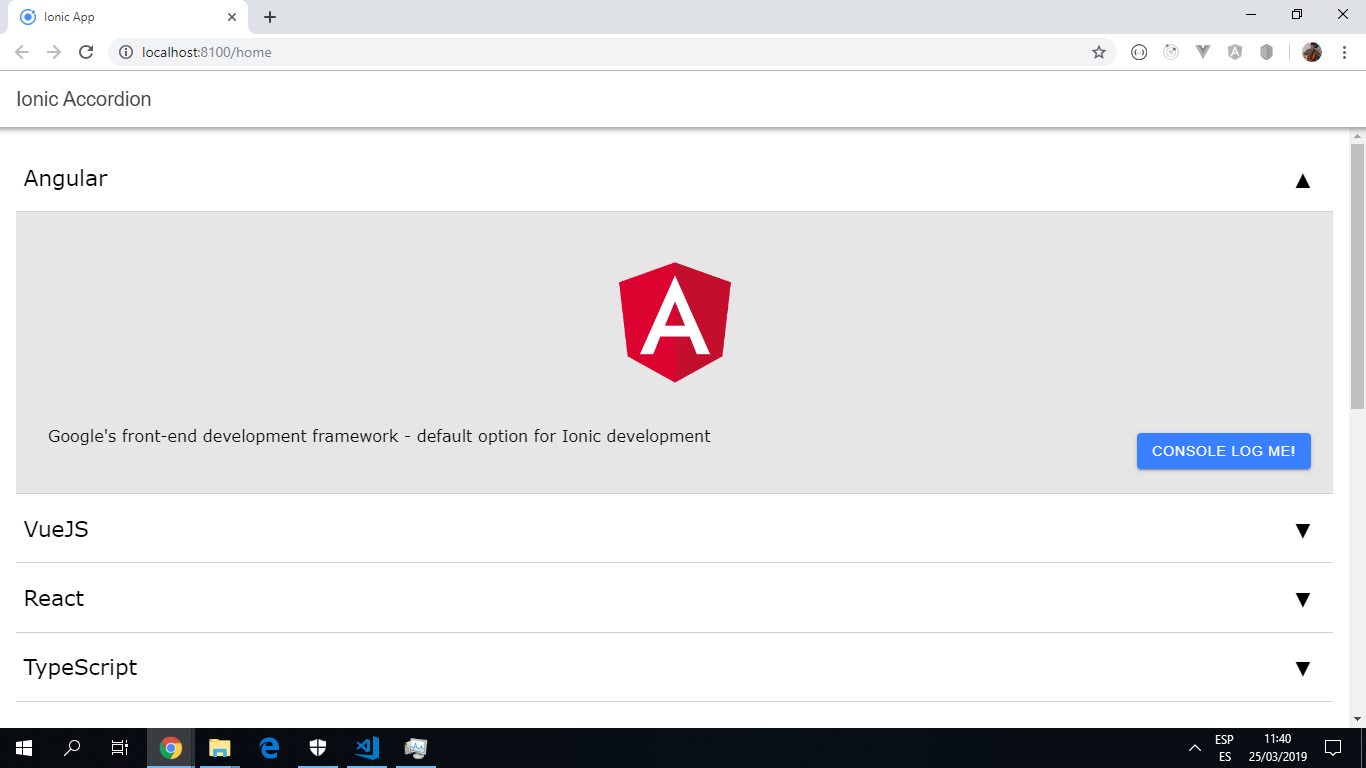 Ionic App
localhost:8100/home
Ionic Accordion
Angular
A
Google's front-end development framework - default option for Ionic development
CONSOLE LOG ME!
VueJS
React
TypeScript
ESP
ES
11:40
25/03/2019